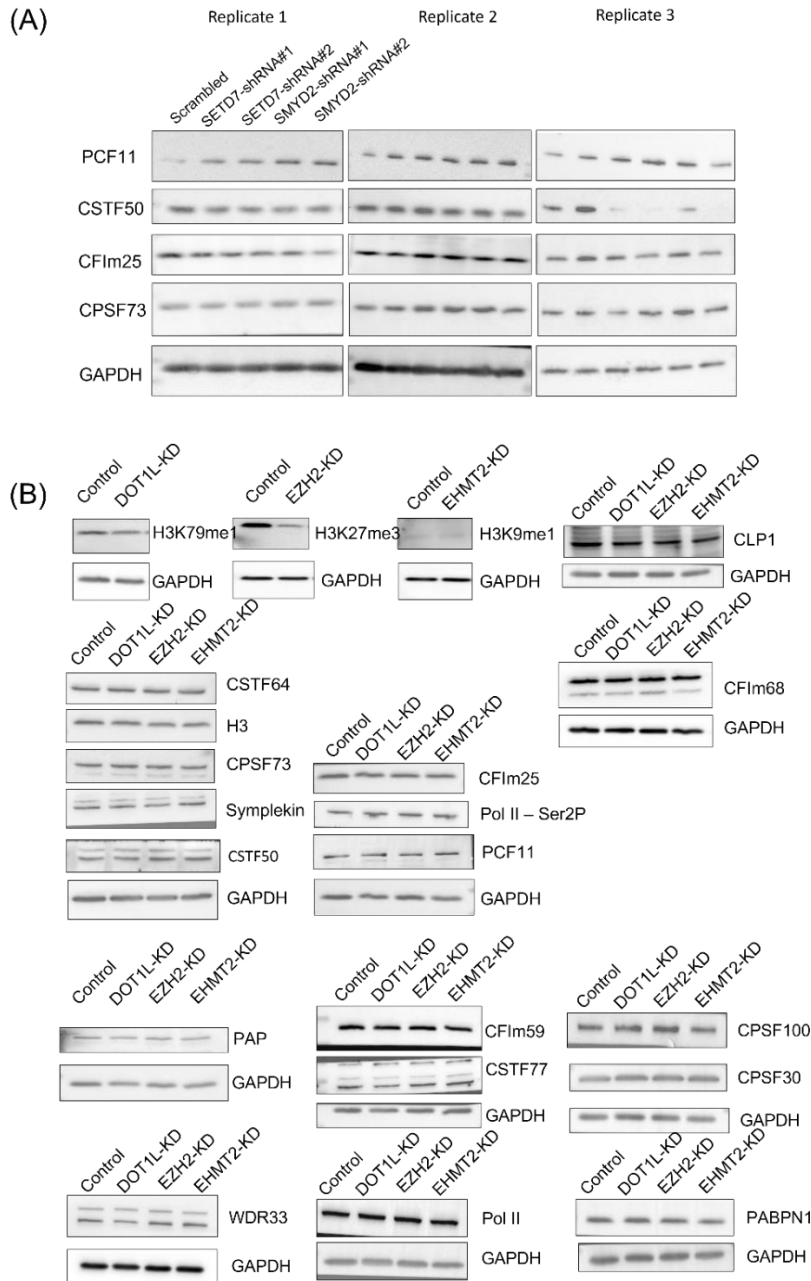 (A)
Replicate 1 Replicate 2 Replicate 3
Scrambled SETD7-shRNA#1 SETD7-shRNA#2 SMYD2-shRNA#1 SMYD2-shRNA#2
PCF11
CSTF50
CFIm25
CPSF73
GAPDH
(B)
Control DOT1L-KD
H3K79me1
GAPDH
Control EZH2-KD
H3K27me3
GAPDH
Control EHMT2-KD
H3K9me1
GAPDH
Control DOT1L-KD EZH2-KD EHMT2-KD
CLP1
GAPDH
Control DOT1L-KD EZH2-KD EHMT2-KD
CSTF64
H3
CPSF73
Symplekin
CSTF50
GAPDH
Control DOT1L-KD EZH2-KD EHMT2-KD
CFIm25
Pol II – Ser2P
PCF11
GAPDH
Control DOT1L-KD EZH2-KD EHMT2-KD
CFIm68
GAPDH
Control DOT1L-KD EZH2-KD EHMT2-KD
PAP
GAPDH
Control DOT1L-KD EZH2-KD EHMT2-KD
CFIm59
CSTF77
GAPDH
Control DOT1L-KD EZH2-KD EHMT2-KD
CPSF100
CPSF30
GAPDH
Control DOT1L-KD EZH2-KD EHMT2-KD
WDR33
GAPDH
Control DOT1L-KD EZH2-KD EHMT2-KD
Pol II
GAPDH
Control DOT1L-KD EZH2-KD EHMT2-KD
PABPN1
GAPDH